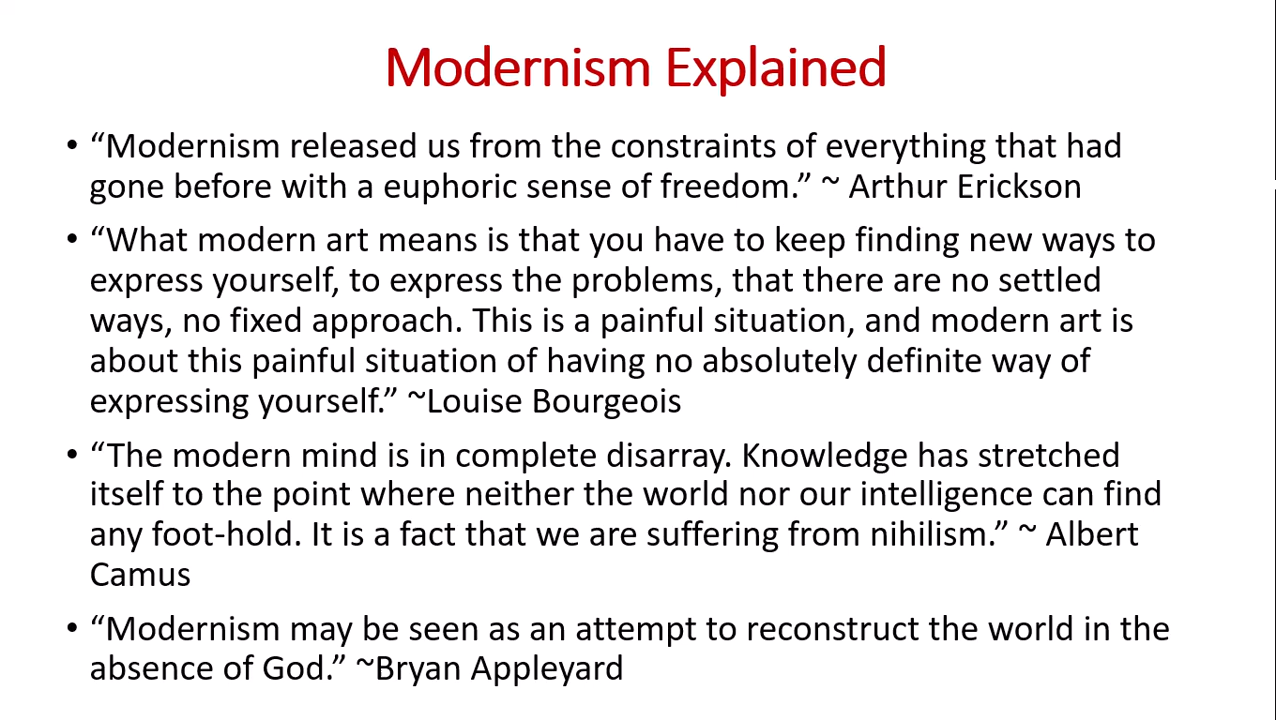 Modernism Explained
• “Modernism released us from the constraints of everything that had
gone before with a euphoric sense of freedom.” ~ Arthur Erickson
• “What modern art means is that you have to keep finding new ways to
express yourself, to express the problems, that there are no settled
ways, no fixed approach. This is a painful situation, and modern art is
about this painful situation of having no absolutely definite way of
expressing yourself.” ~Louise Bourgeois
• “The modern mind is in complete disarray. Knowledge has stretched
itself to the point where neither the world nor our intelligence can find
any foot-hold. It is a fact that we are suffering from nihilism.” ~ Albert
Camus
• “Modernism may be seen as an attempt to reconstruct the world in the
absence of God.” ~Bryan Appleyard